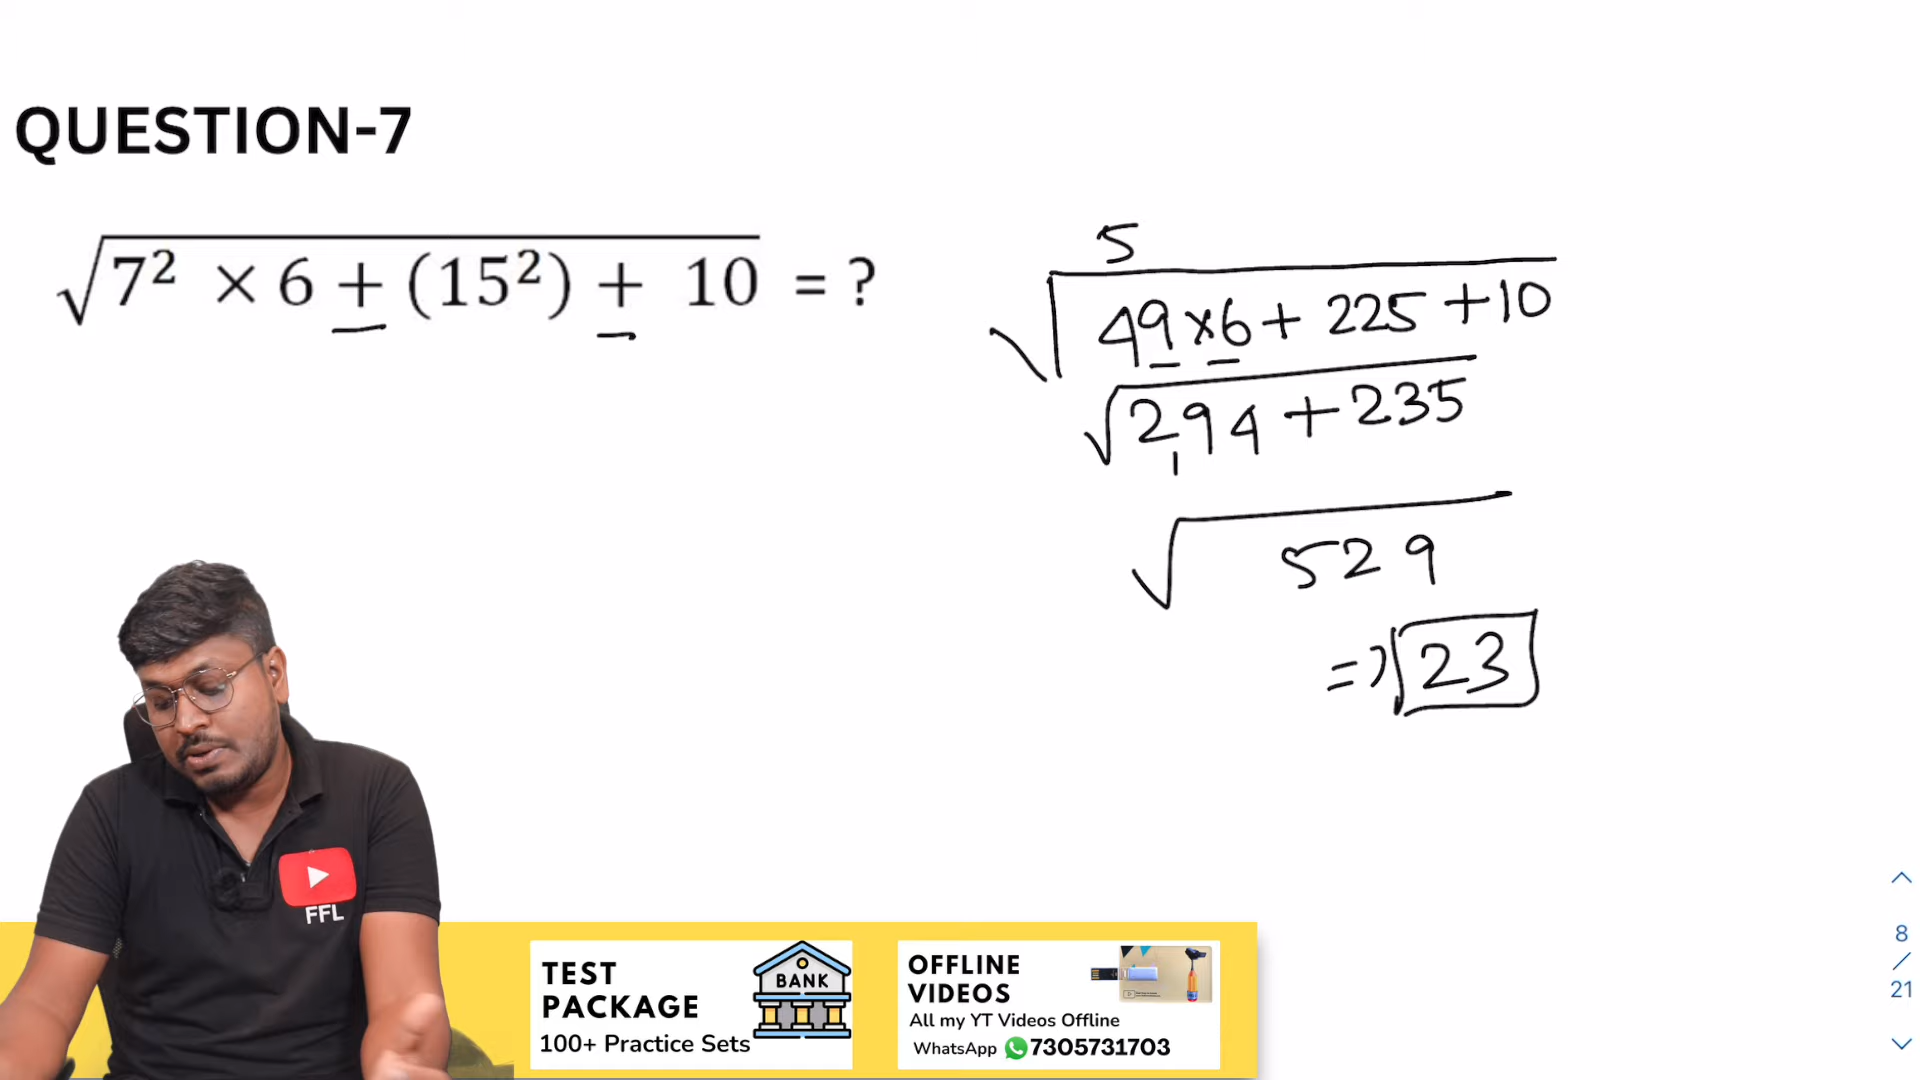 QUESTION-7
√7² × 6 + (15²) + 10 = ?
5
√49×6+ 225 +10
√294 + 235
1
√529
=> 23
FFL
TEST
PACKAGE
100+ Practice Sets
BANK
OFFLINE
VIDEOS
All my YT Videos Offline
WhatsApp 7305731703
8
/
21